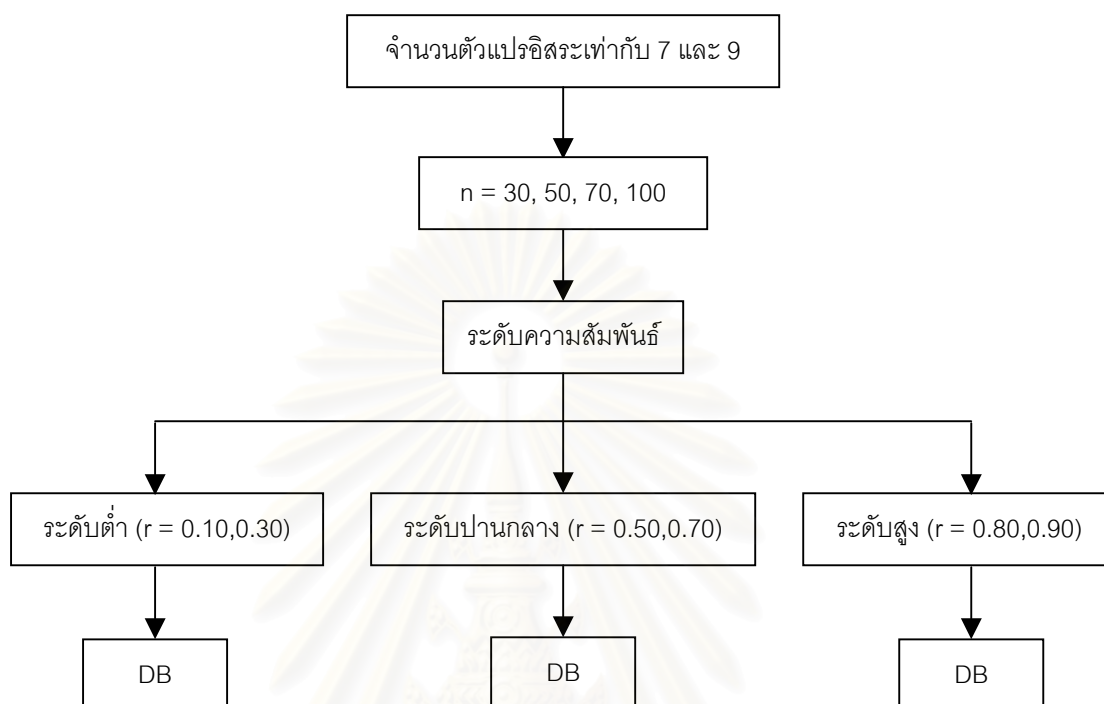 จำนวนตัวแปรอิสระเท่ากับ 7 และ 9
n = 30, 50, 70, 100
ระดับความสัมพันธ์
ระดับต่ำ (r = 0.10,0.30)
ระดับปานกลาง (r = 0.50,0.70)
ระดับสูง (r = 0.80,0.90)
DB
DB
DB